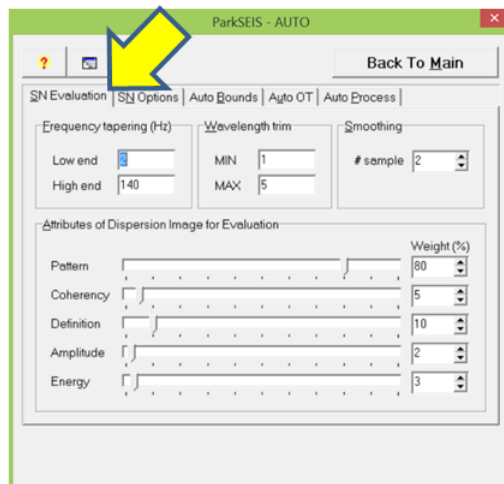 ParkSEIS - AUTO
x
?
Back To Main
SN Evaluation SN Options Auto Bounds Auto OT Auto Process
Frequency tapering (Hz) Wavelength trim Smoothing
Low end 2 MIN 1 # sample 2
High end 140 MAX 5
Attributes of Dispersion Image for Evaluation
Weight (%)
Pattern 80
Coherency 5
Definition 10
Amplitude 2
Energy 3